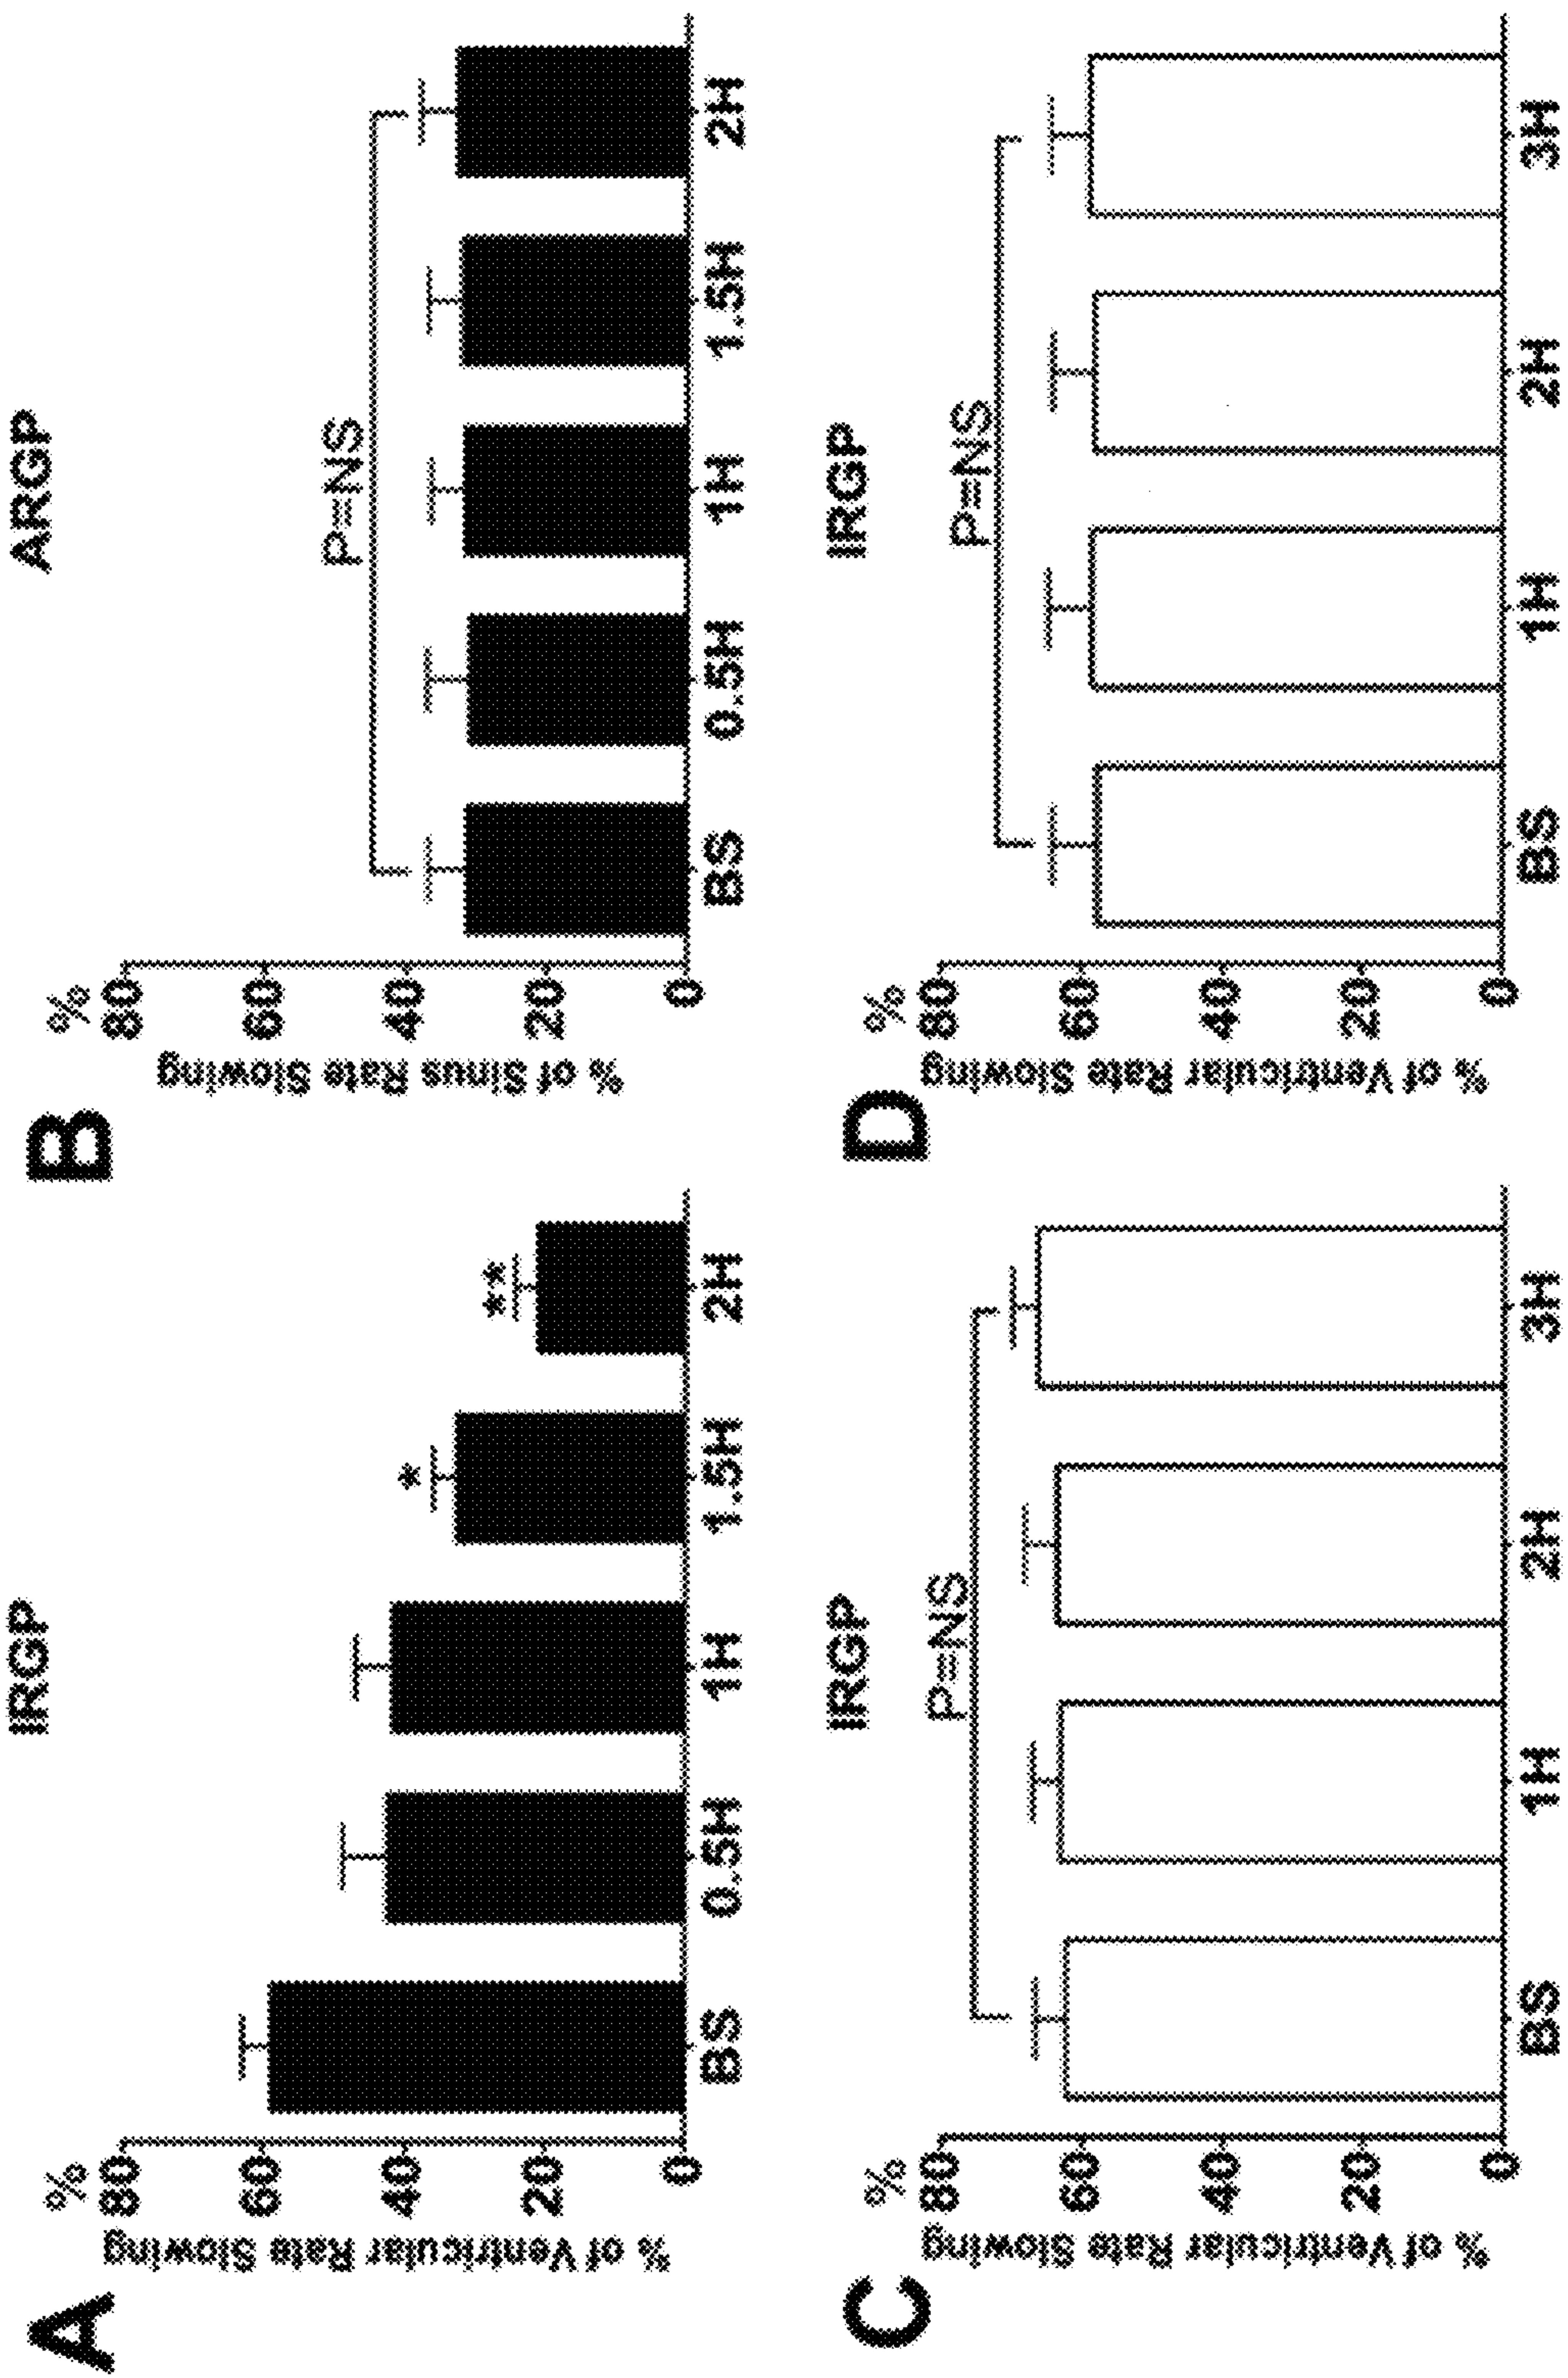 A
IRGP
%
% of Ventricular Rate Slowing
80
60
40
20
0
*
**
BS 0.5H 1H 1.5H 2H
B
ARGP
%
% of Sinus Rate Slowing
80
60
40
20
0
P=NS
BS 0.5H 1H 1.5H 2H
C
IRGP
%
% of Ventricular Rate Slowing
80
60
40
20
0
P=NS
BS 1H 2H 3H
D
IRGP
%
% of Ventricular Rate Slowing
80
60
40
20
0
P=NS
BS 1H 2H 3H